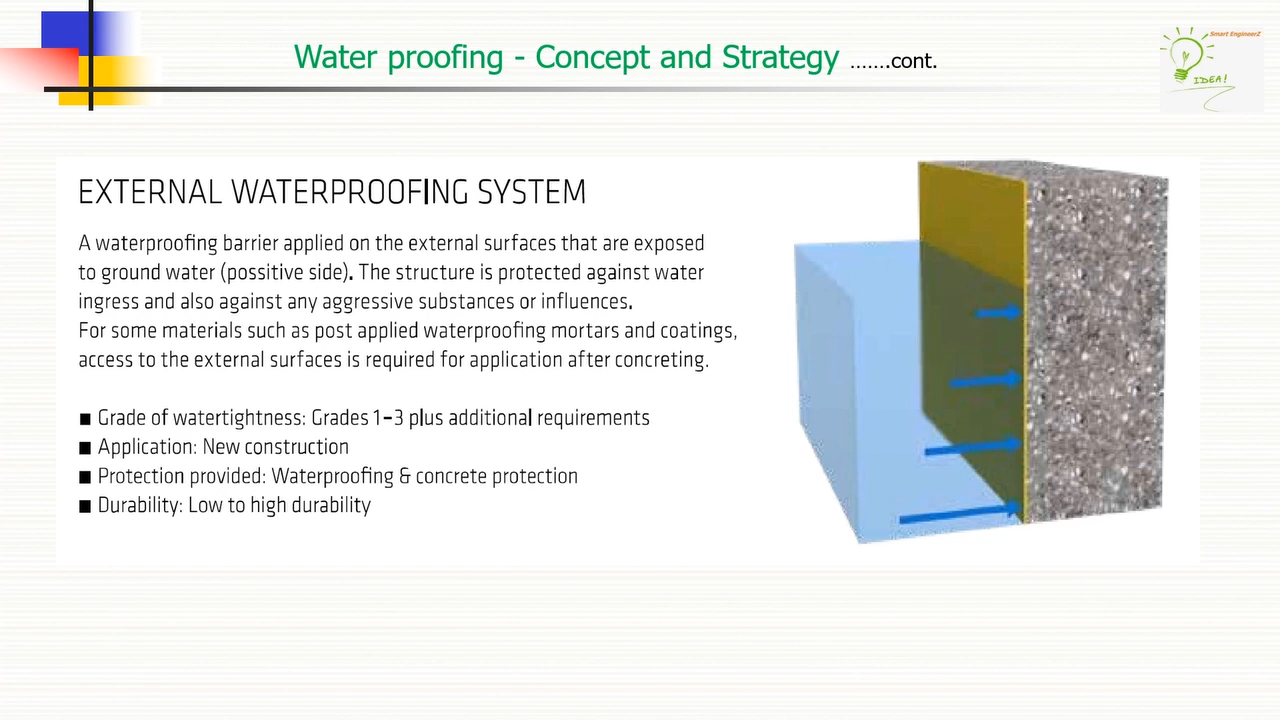 Water proofing - Concept and Strategy .......cont.
Smart EngineerZ
IDEA!
EXTERNAL WATERPROOFING SYSTEM
A waterproofing barrier applied on the external surfaces that are exposed
to ground water (possitive side). The structure is protected against water
ingress and also against any aggressive substances or influences.
For some materials such as post applied waterproofing mortars and coatings,
access to the external surfaces is required for application after concreting.
■ Grade of watertightness: Grades 1–3 plus additional requirements
■ Application: New construction
■ Protection provided: Waterproofing & concrete protection
■ Durability: Low to high durability